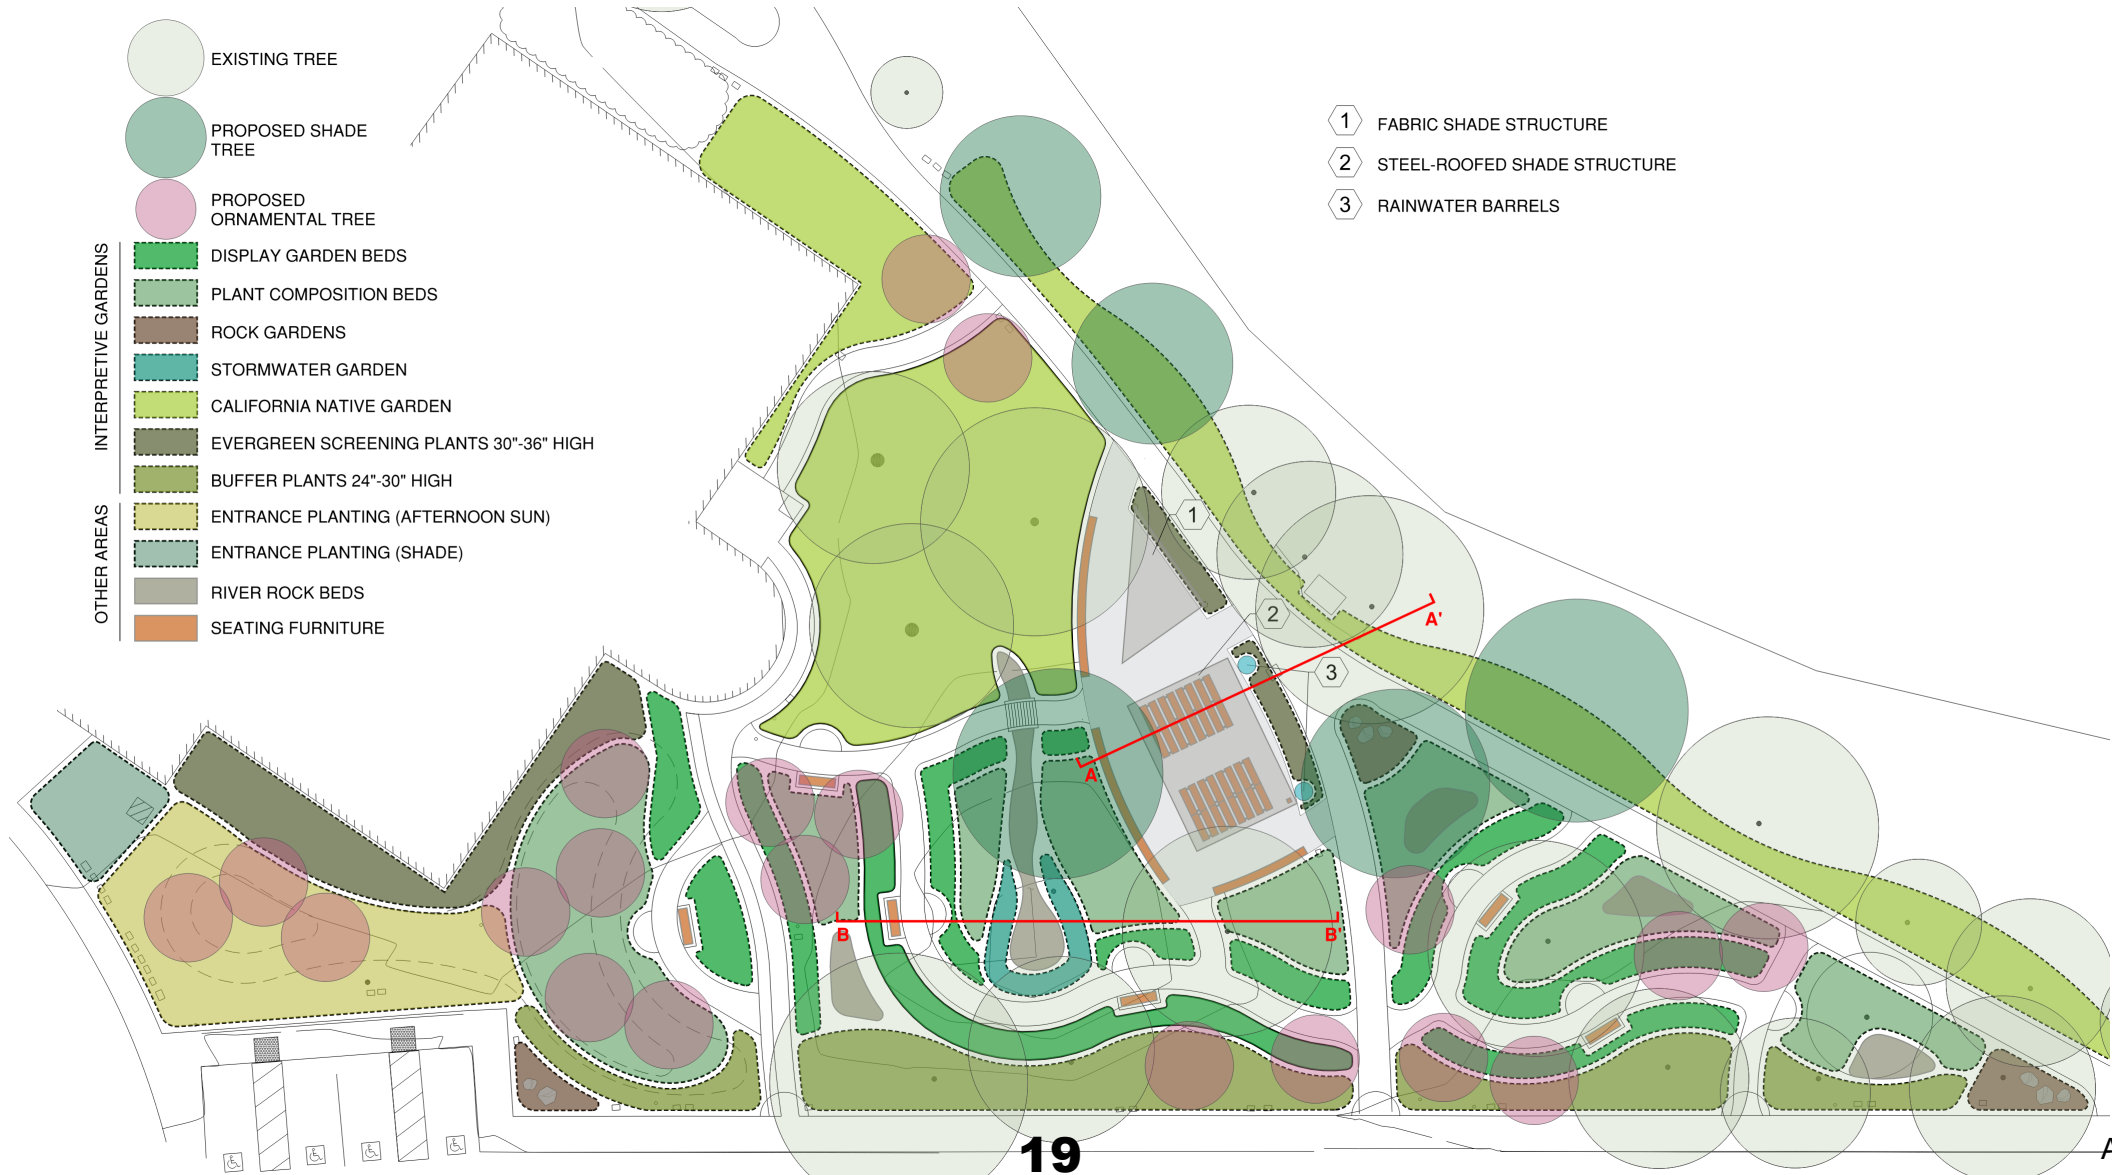 EXISTING TREE
PROPOSED SHADE
TREE
PROPOSED
ORNAMENTAL TREE
INTERPRETIVE GARDENS
DISPLAY GARDEN BEDS
PLANT COMPOSITION BEDS
ROCK GARDENS
STORMWATER GARDEN
CALIFORNIA NATIVE GARDEN
EVERGREEN SCREENING PLANTS 30"-36" HIGH
BUFFER PLANTS 24"-30" HIGH
OTHER AREAS
ENTRANCE PLANTING (AFTERNOON SUN)
ENTRANCE PLANTING (SHADE)
RIVER ROCK BEDS
SEATING FURNITURE
1 FABRIC SHADE STRUCTURE
2 STEEL-ROOFED SHADE STRUCTURE
3 RAINWATER BARRELS
1
2
A'
3
A
B
B'
19
A